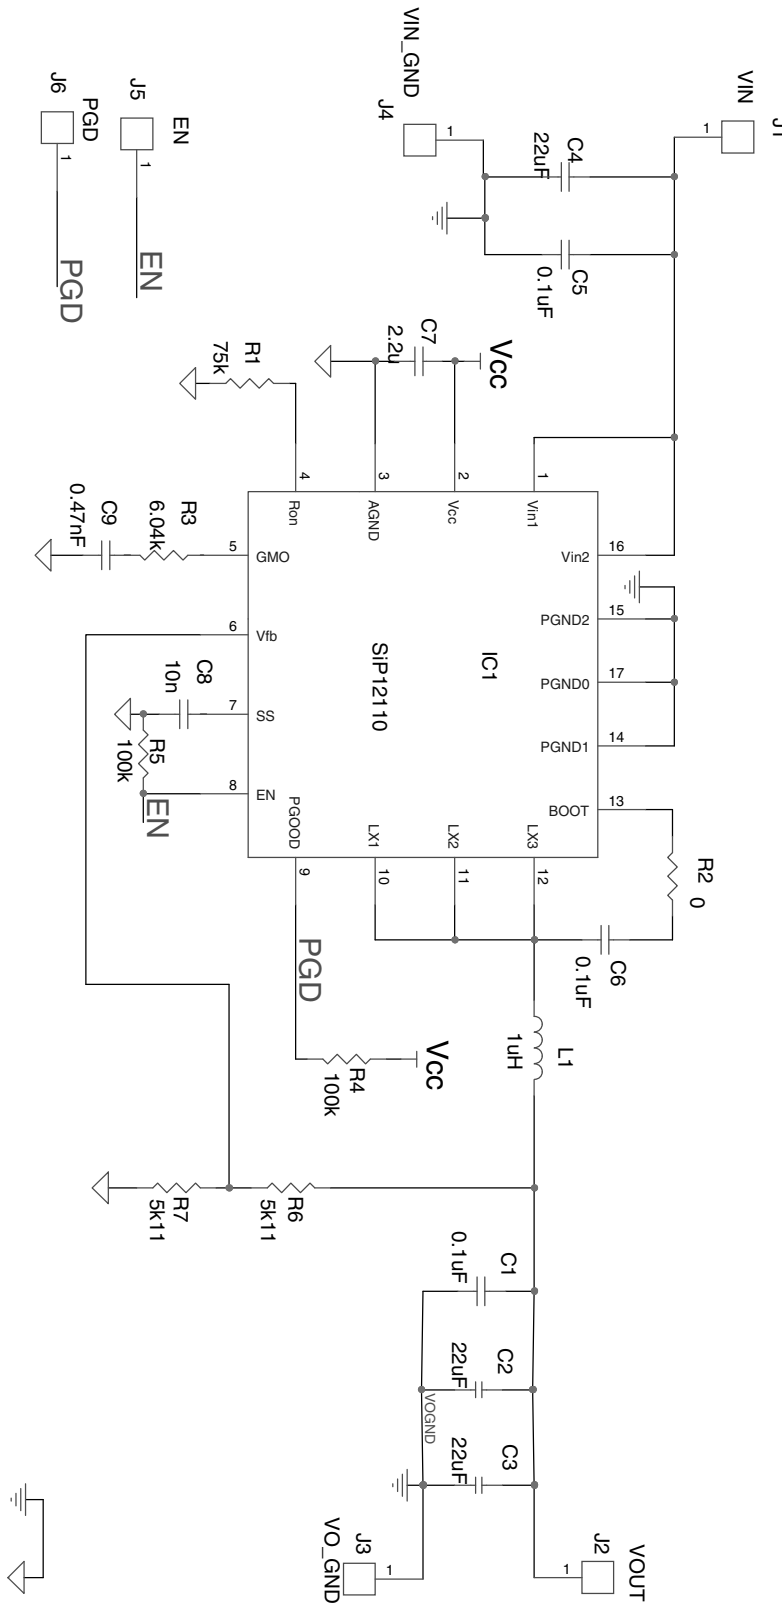 VIN
J1
1
VIN_GND
J4
1
C4
22uF
C5
0.1uF
J5
EN
1
EN
J6
PGD
1
PGD
Vcc
C7
2.2u
R1
75k
R3
6.04k
C9
0.47nF
C8
10n
R5
100k
EN
IC1
SiP12110
1
Vin1
2
Vcc
3
AGND
4
Ron
5
GMO
6
Vfb
7
SS
8
EN
9
PGOOD
10
LX1
11
LX2
12
LX3
13
BOOT
14
PGND1
17
PGND0
15
PGND2
16
Vin2
R2
0
C6
0.1uF
L1
1uH
PGD
R4
100k
Vcc
R6
5k11
R7
5k11
C1
0.1uF
C2
22uF
C3
22uF
VOGND
J2
VOUT
1
J3
VO_GND
1